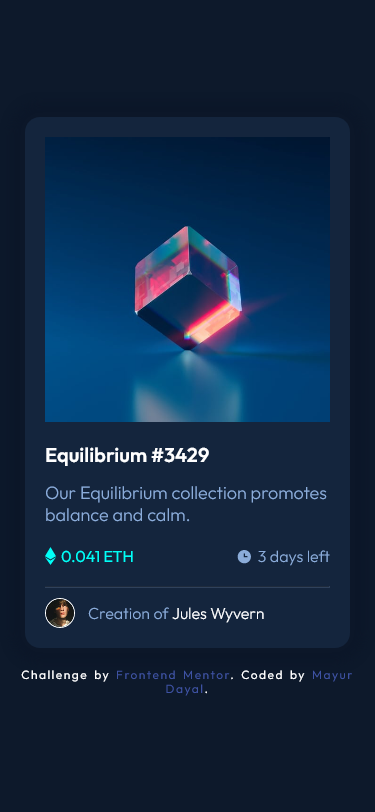 Equilibrium #3429
Our Equilibrium collection promotes
balance and calm.
0.041 ETH
3 days left
Creation of Jules Wyvern
Challenge by Frontend Mentor. Coded by Mayur
Dayal.